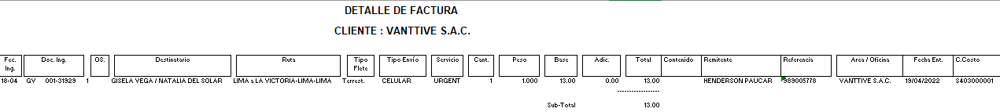 DETALLE DE FACTURA
CLIENTE : VANTTIVE S.A.C.
Fec. Ing. Doc. Ing. OS. Destinatario Ruta Tipo Flete Tipo Envío Servicio Cant. Peso Base Adic. Total Contenido Remitente Referencia Area / Oficina Fecha Ent. C.Costo
18-04 GV 001-31929 1 GISELA VEGA / NATALIA DEL SOLAR LIMA a LA VICTORIA-LIMA-LIMA Terrest. CELULAR URGENT 1 1.000 13.00 0.00 13.00 HENDERSON PAUCAR 989005778 VANTTIVE S.A.C. 19/04/2022 S403000001
------------------
Sub-Total 13.00